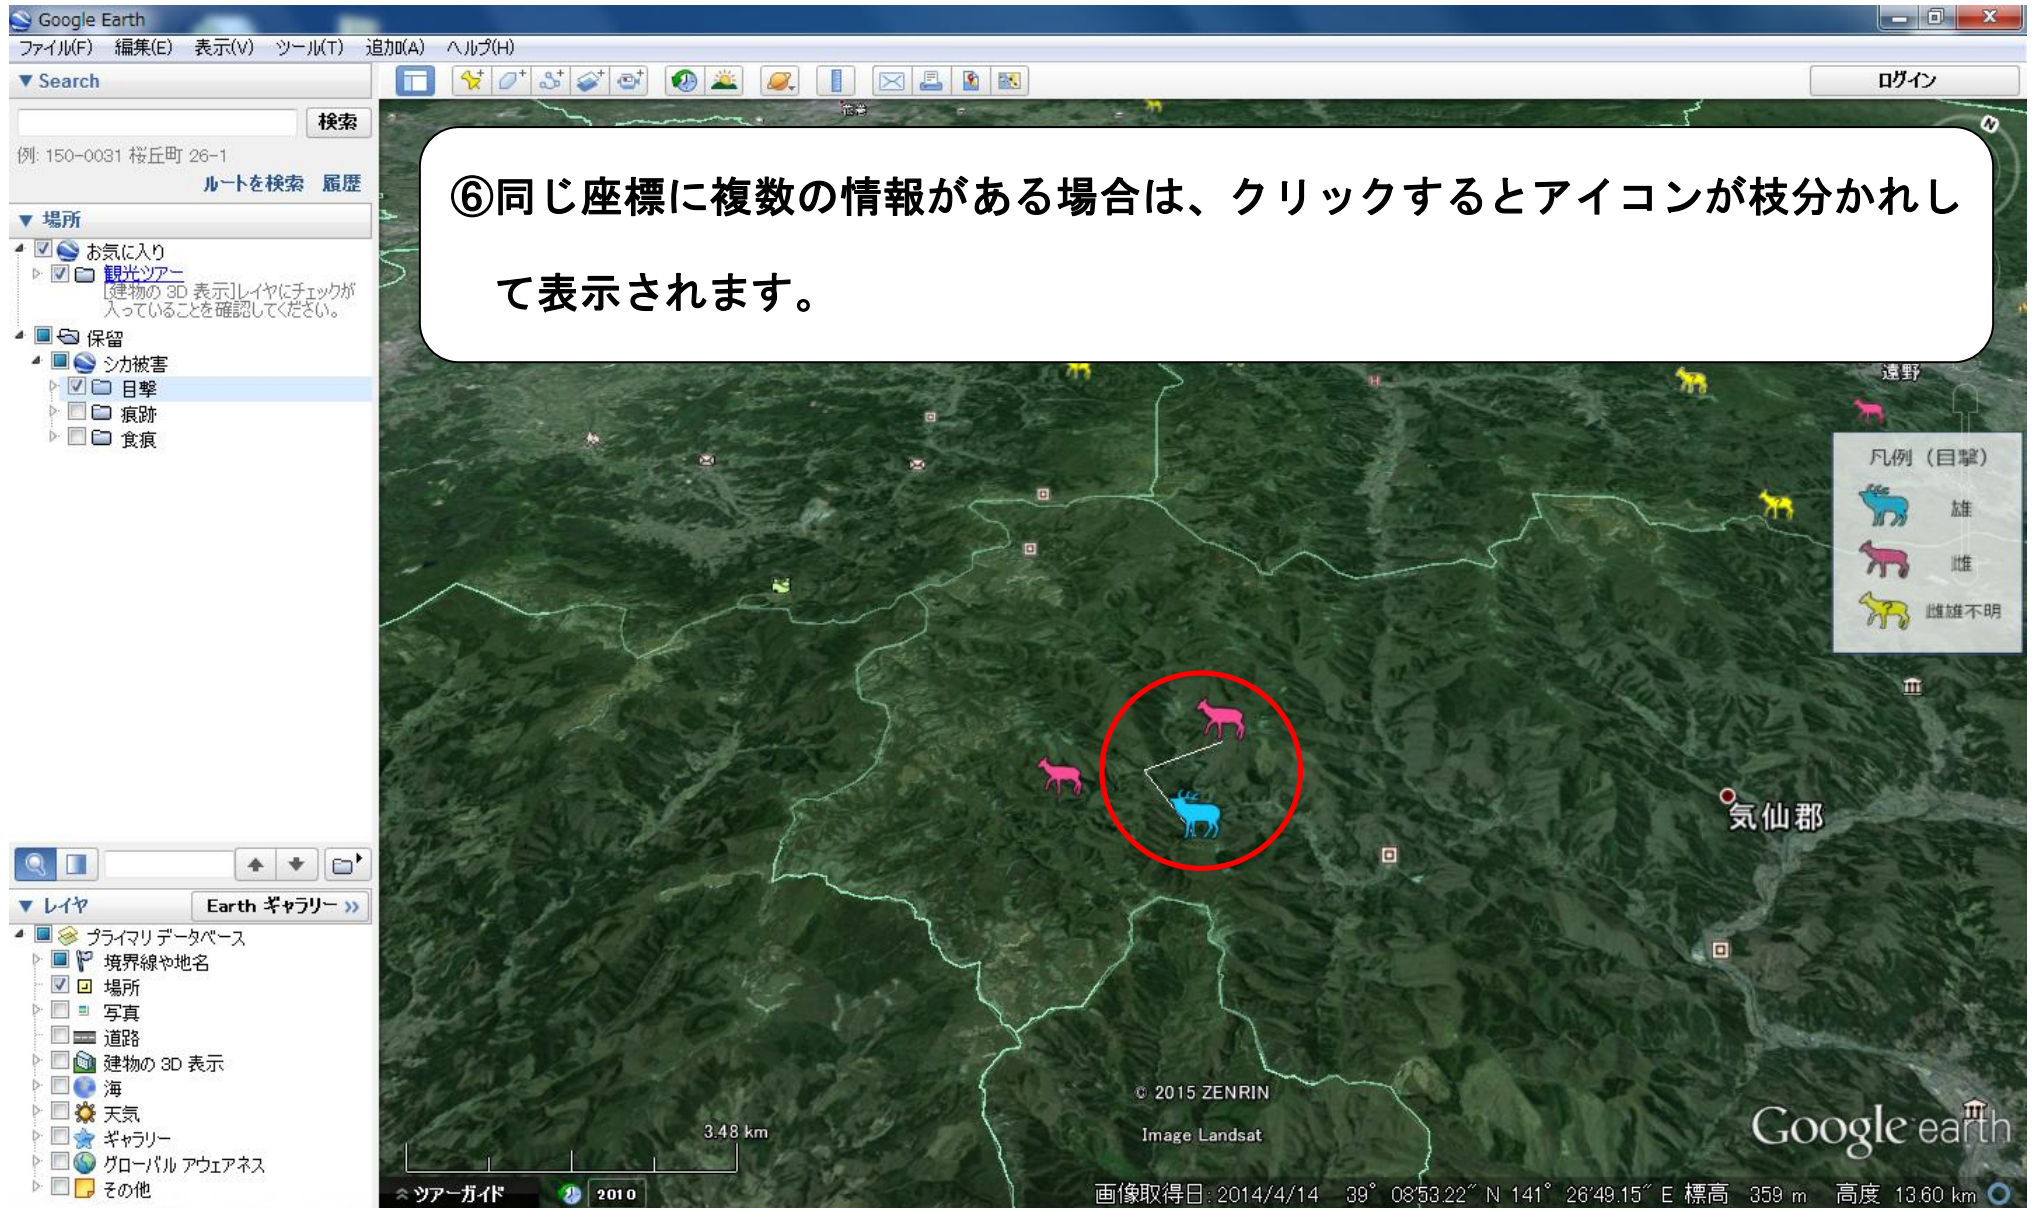 Google Earth
ファイル(F) 編集(E) 表示(V) ツール(T) 追加(A) ヘルプ(H)
▼ Search
ログイン
検索
例: 150-0031 桜丘町 26-1
ルートを検索 履歴
▼ 場所
お気に入り
観光ツアー
[建物の 3D 表示]レイヤにチェックが
入っていることを確認してください。
保留
シカ被害
目撃
痕跡
食痕
花巻
N
⑥同じ座標に複数の情報がある場合は、クリックするとアイコンが枝分かれし
て表示されます。
遠野
H
凡例（目撃）
雄
雌
雌雄不明
気仙郡
▼ レイヤ
Earth ギャラリー »
プライマリ データベース
境界線や地名
場所
写真
道路
建物の 3D 表示
海
天気
ギャラリー
グローバル アウェアネス
その他
© 2015 ZENRIN
Image Landsat
3.48 km
Google earth
ツアーガイド
2010
画像取得日: 2014/4/14 39° 08'53.22" N 141° 26'49.15" E 標高 359 m 高度 13.60 km